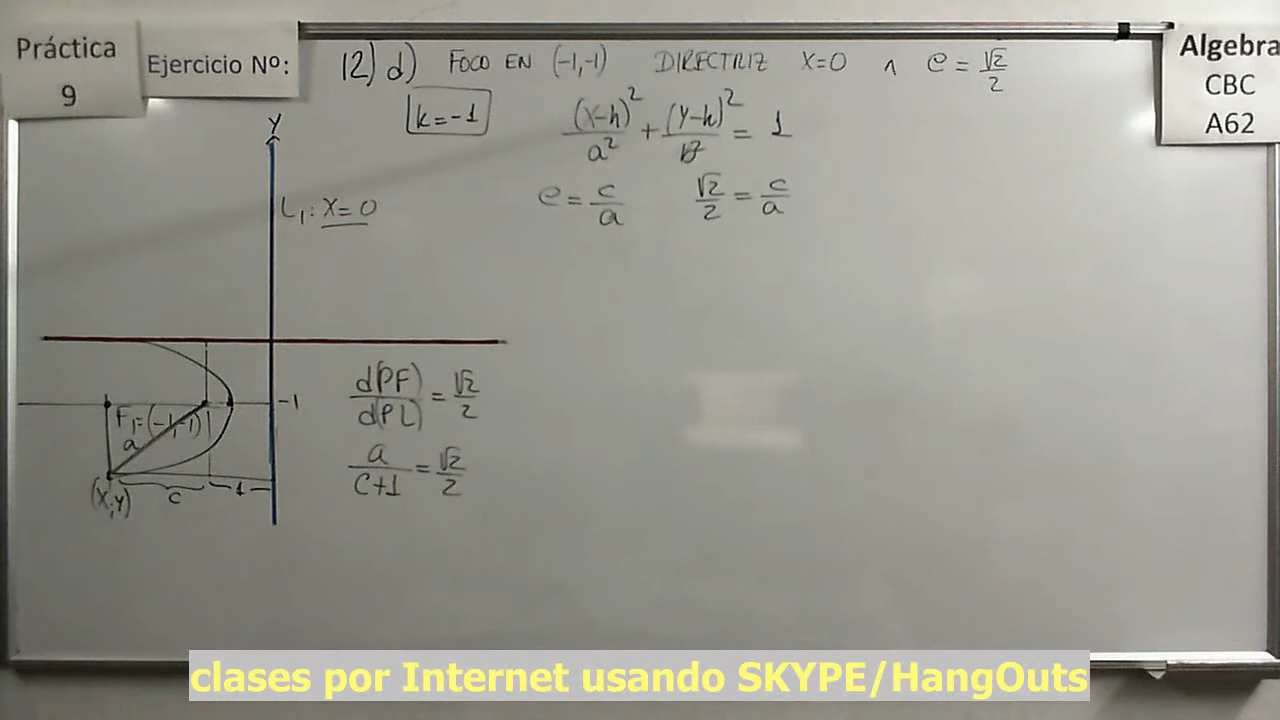 Práctica
9
Ejercicio Nº:
12) d) FOCO EN (-1,-1) DIRECTRIZ X=0 ∧ e = √2/2
Algebra
CBC
A62
k=-1
(x-h)²/a² + (y-k)²/b² = 1
e = c/a √2/2 = c/a
Y
L₁: X=0
-1
F₁=(-1,-1)
a
(X,Y)
c
1
d(PF)/d(PL) = √2/2
a/(c+1) = √2/2
clases por Internet usando SKYPE/HangOuts